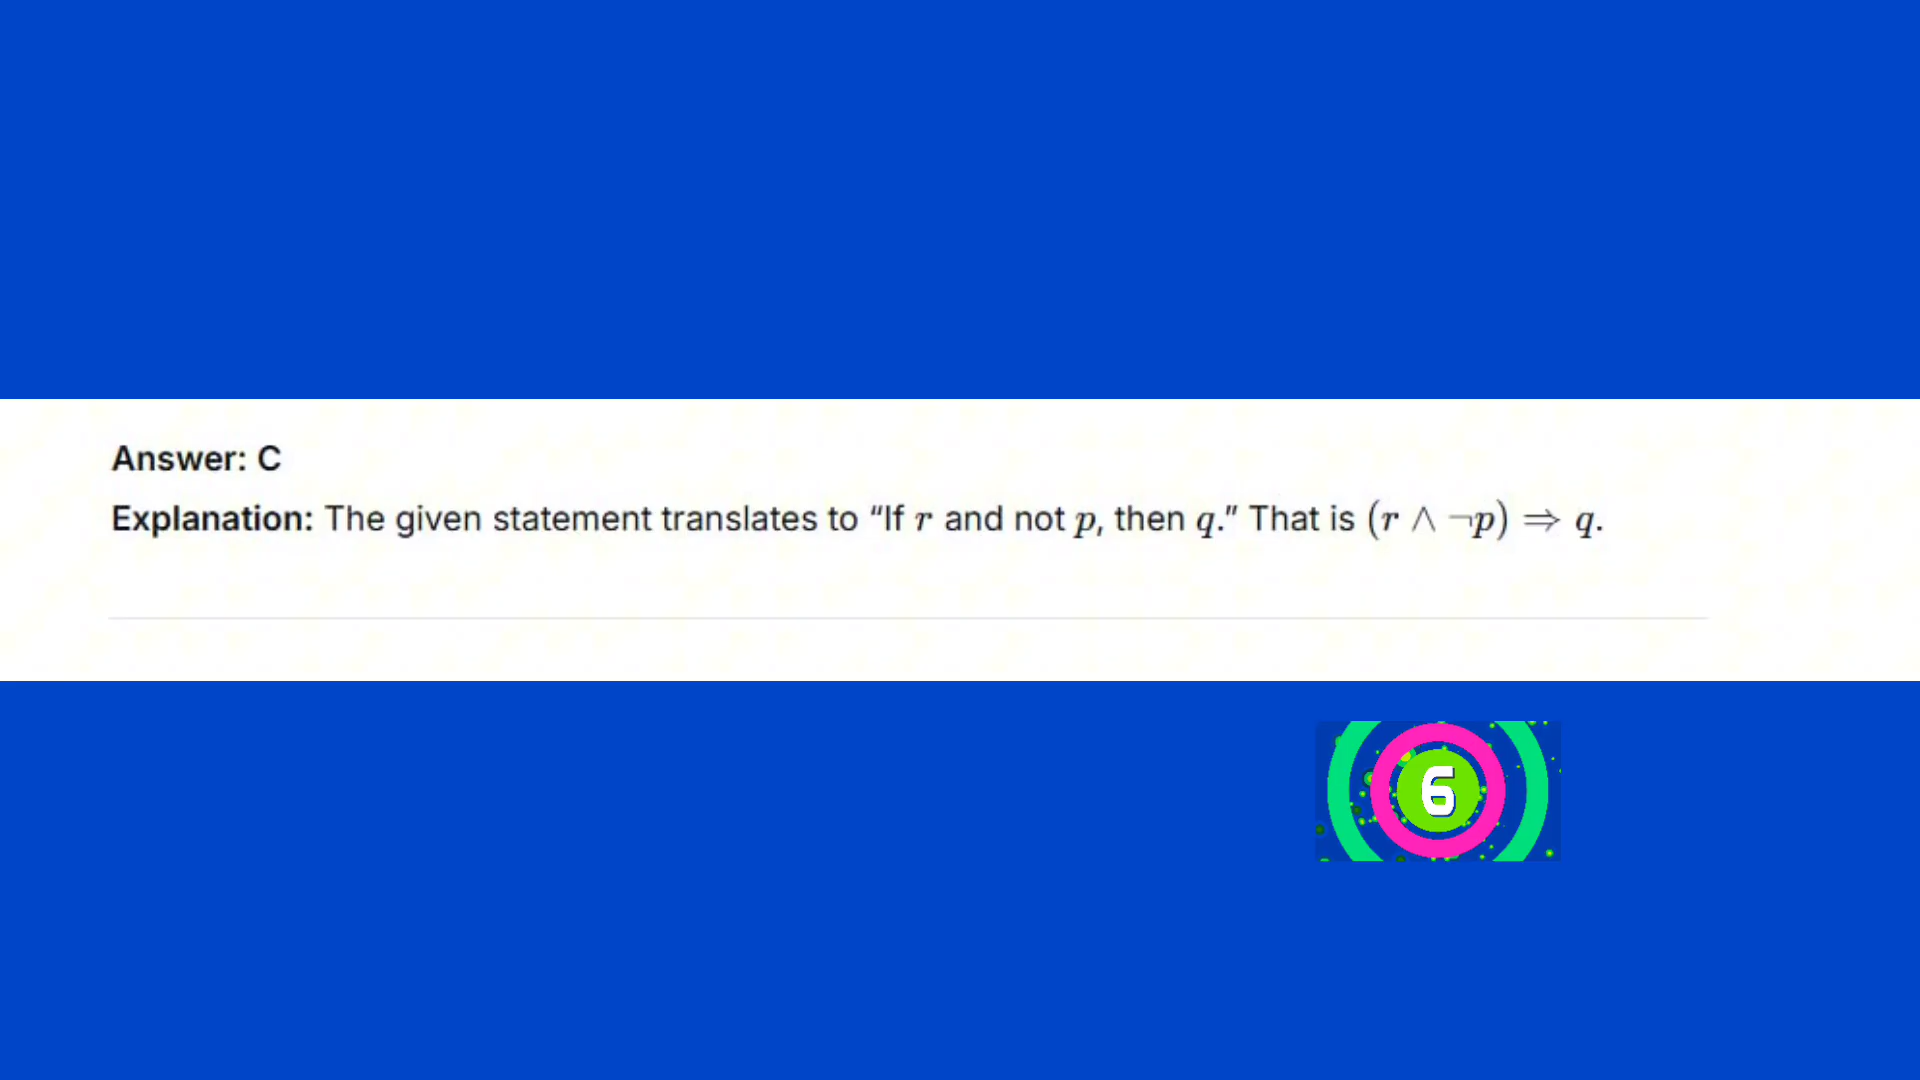 Answer: C
Explanation: The given statement translates to “If r and not p, then q.” That is (r ∧ ¬p) ⇒ q.
6